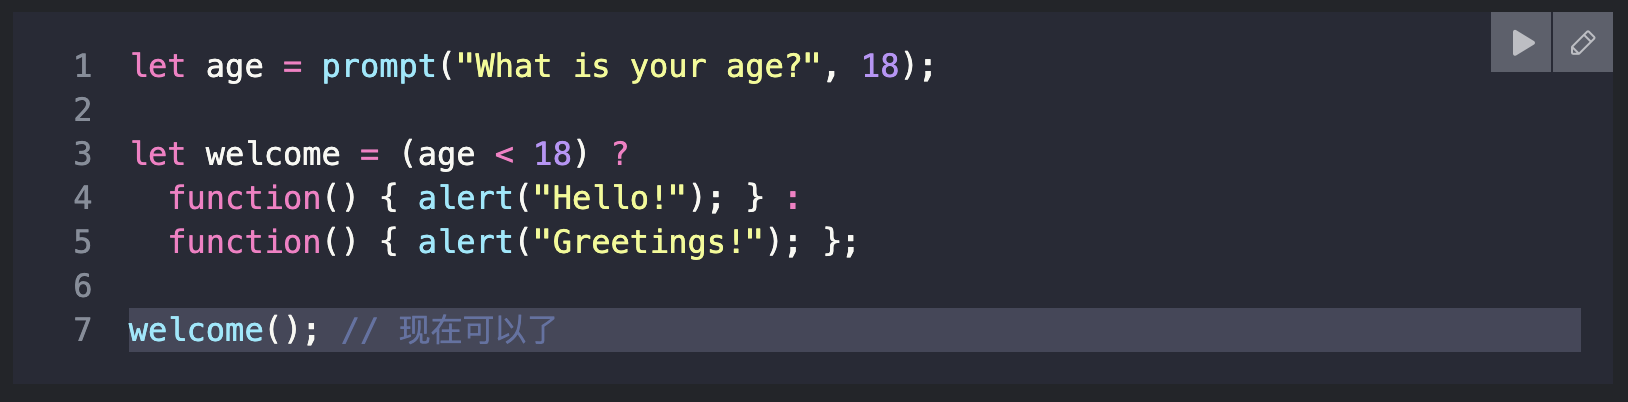 1 let age = prompt("What is your age?", 18);
2
3 let welcome = (age < 18) ?
4   function() { alert("Hello!"); } :
5   function() { alert("Greetings!"); };
6
7 welcome(); // 现在可以了